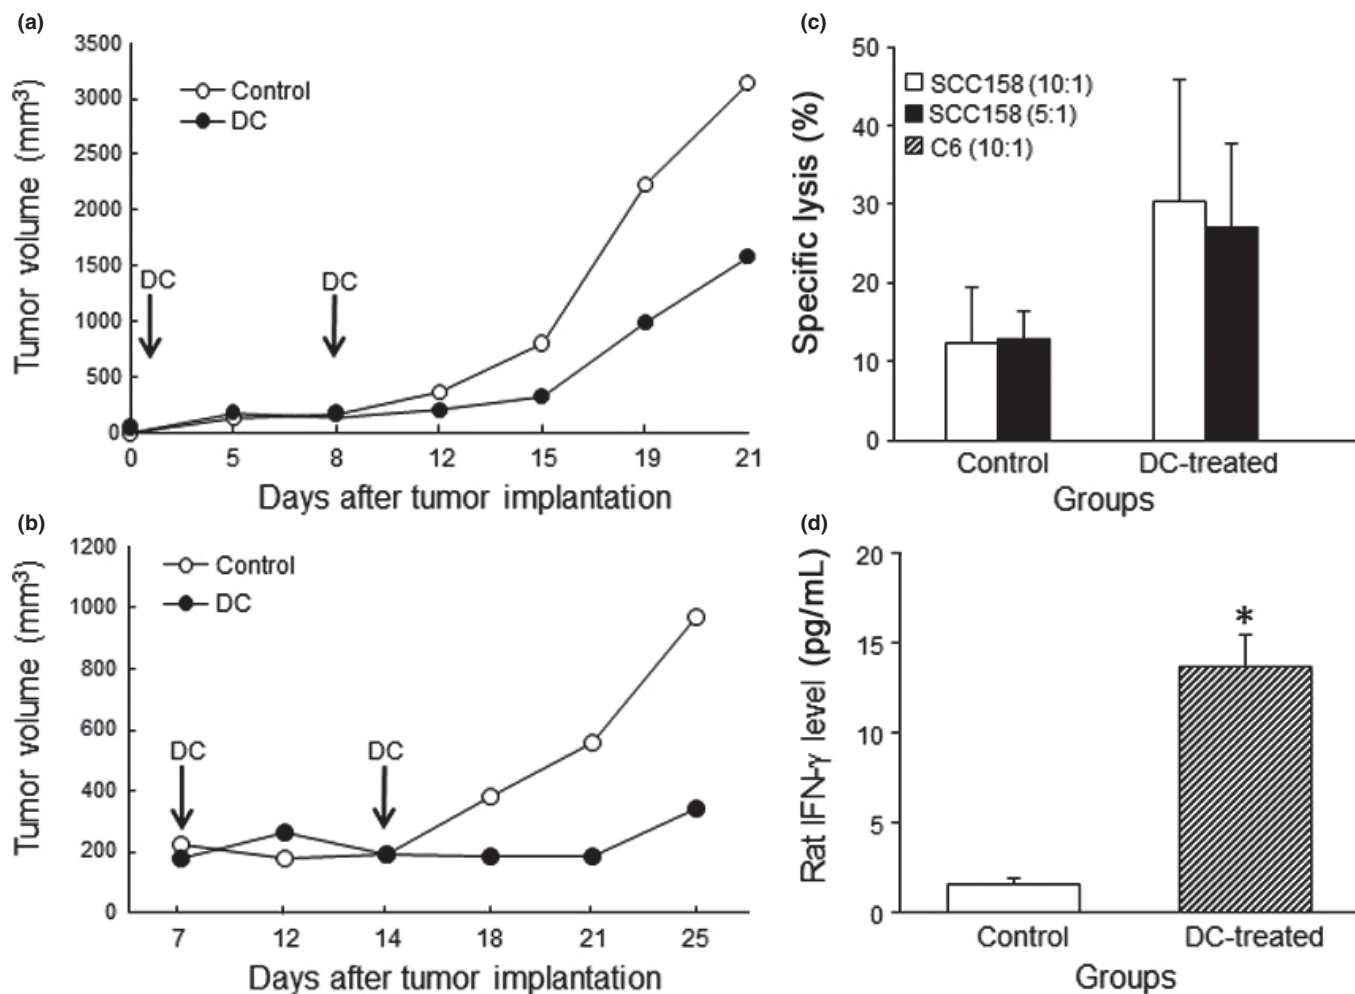 (a)
Tumor volume (mm³)
3500
3000
2500
2000
1500
1000
500
0
Control
DC
DC
DC
0 5 8 12 15 19 21
Days after tumor implantation
(b)
Tumor volume (mm³)
1200
1000
800
600
400
200
0
Control
DC
DC
DC
7 12 14 18 21 25
Days after tumor implantation
(c)
Specific lysis (%)
50
40
30
20
10
0
SCC158 (10:1)
SCC158 (5:1)
C6 (10:1)
Control DC-treated
Groups
(d)
Rat IFN-γ level (pg/mL)
20
15
10
5
0
*
Control DC-treated
Groups